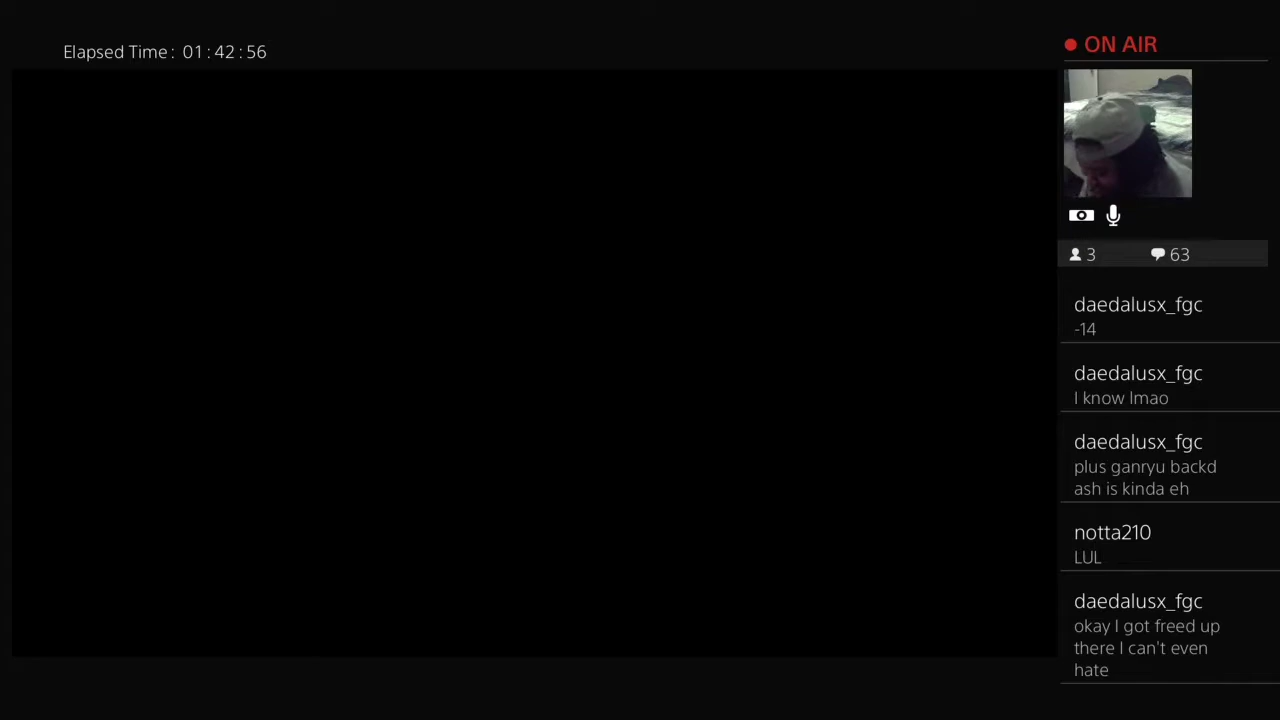 Elapsed Time: 01:42:56
ON AIR
3 63
daedalusx_fgc
-14
daedalusx_fgc
I know lmao
daedalusx_fgc
plus ganryu backd
ash is kinda eh
notta210
LUL
daedalusx_fgc
okay I got freed up
there I can't even
hate